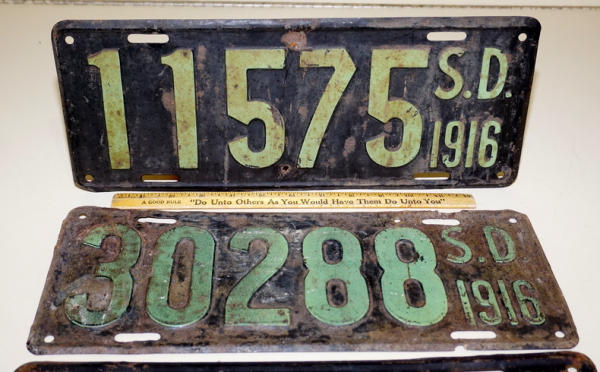 11575 S.D. 1916
A GOOD RULE "Do Unto Others As You Would Have Them Do Unto You"
30288 S.D. 1916